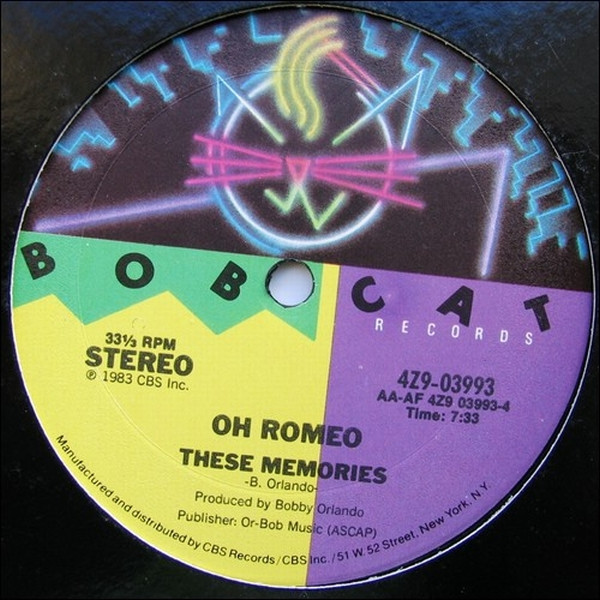 BOBCAT
RECORDS
33⅓ RPM
STEREO
℗ 1983 CBS Inc.
4Z9-03993
AA-AF 4Z9 03993-4
Time: 7:33
OH ROMEO
THESE MEMORIES
-B. Orlando-
Produced by Bobby Orlando
Publisher: Or-Bob Music (ASCAP)
Manufactured and distributed by CBS Records/CBS Inc./51 W. 52 Street, New York, N.Y.